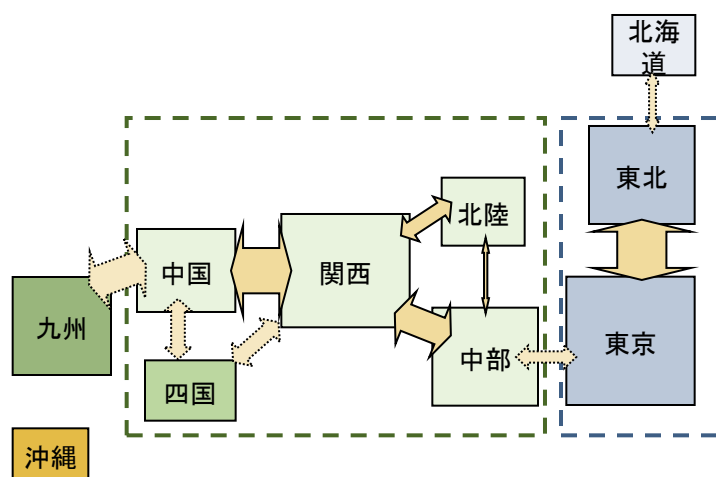 北海
道
東北
北陸
中国
関西
九州
中部
東京
四国
沖縄